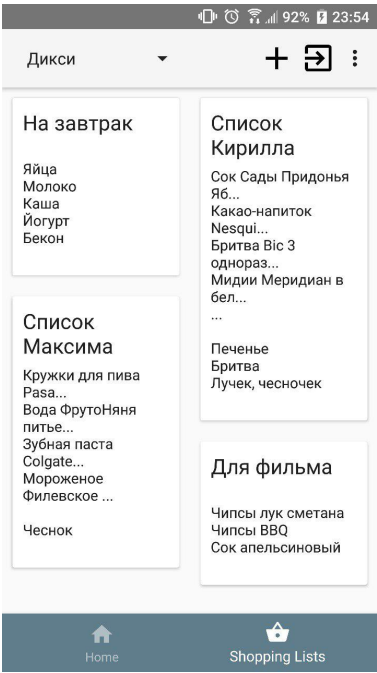 92% 23:54
Дикси
На завтрак
Яйца
Молоко
Каша
Йогурт
Бекон
Список
Максима
Кружки для пива
Pasa...
Вода ФрутоНяня
питье...
Зубная паста
Colgate...
Мороженое
Филевское ...
Чеснок
Список
Кирилла
Сок Сады Придонья
Яб...
Какао-напиток
Nesqui...
Бритва Bic 3
однораз...
Мидии Меридиан в
бел...
...
Печенье
Бритва
Лучек, чесночек
Для фильма
Чипсы лук сметана
Чипсы BBQ
Сок апельсиновый
Home
Shopping Lists